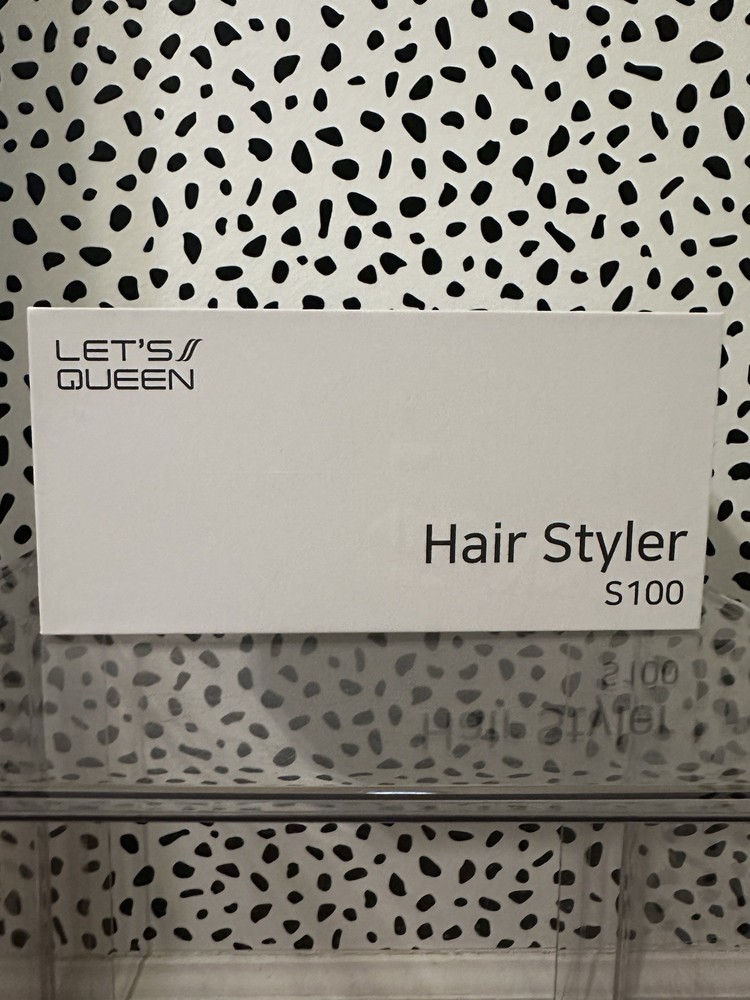 LET'S
QUEEN
Hair Styler
S100